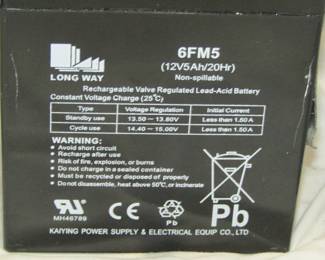 LONG WAY
6FM5
(12V5Ah/20Hr)
Non-spillable
Rechargeable Valve Regulated Lead-Acid Battery
Constant Voltage Charge (25°C)
Type Voltage Regulation Initial Current
Standby use 13.50 ~ 13.80V Less than 1.50A
Cycle use 14.40 ~ 15.00V Less than 1.50A
WARNING:
Avoid short circuit
Recharge after use
Risk of fire, explosion, or burns
Do not charge in a sealed container
Must be recycled or disposed of properly
Do not disassemble, heat above 50°C, or incinerate
MH46789
Pb
KAIYING POWER SUPPLY & ELECTRICAL EQUIP CO., LTD